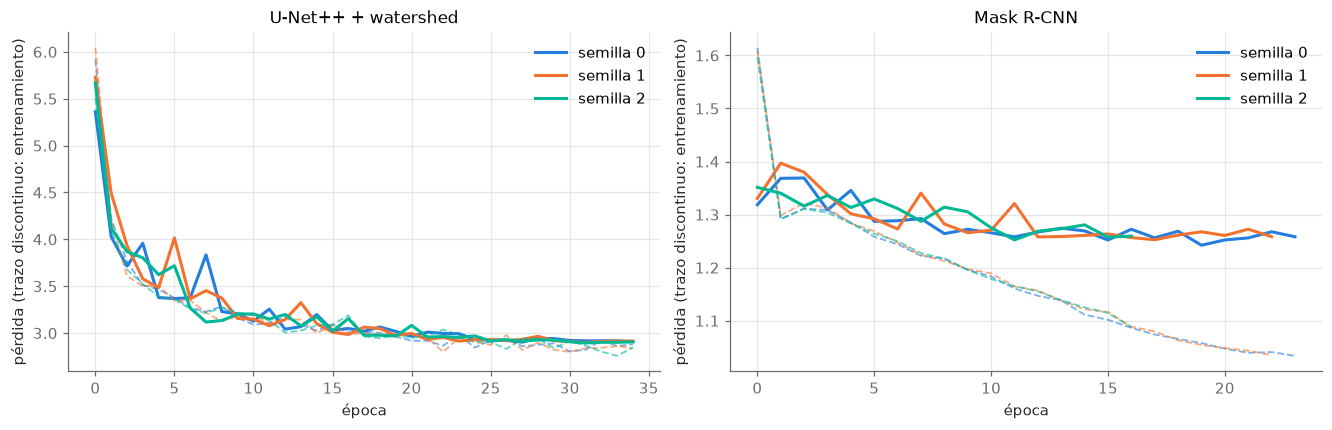 U-Net++ + watershed
pérdida (trazo discontinuo: entrenamiento)
6.0
5.5
5.0
4.5
4.0
3.5
3.0
semilla 0
semilla 1
semilla 2
0 5 10 15 20 25 30 35
época
Mask R-CNN
pérdida (trazo discontinuo: entrenamiento)
1.6
1.5
1.4
1.3
1.2
1.1
semilla 0
semilla 1
semilla 2
0 5 10 15 20
época